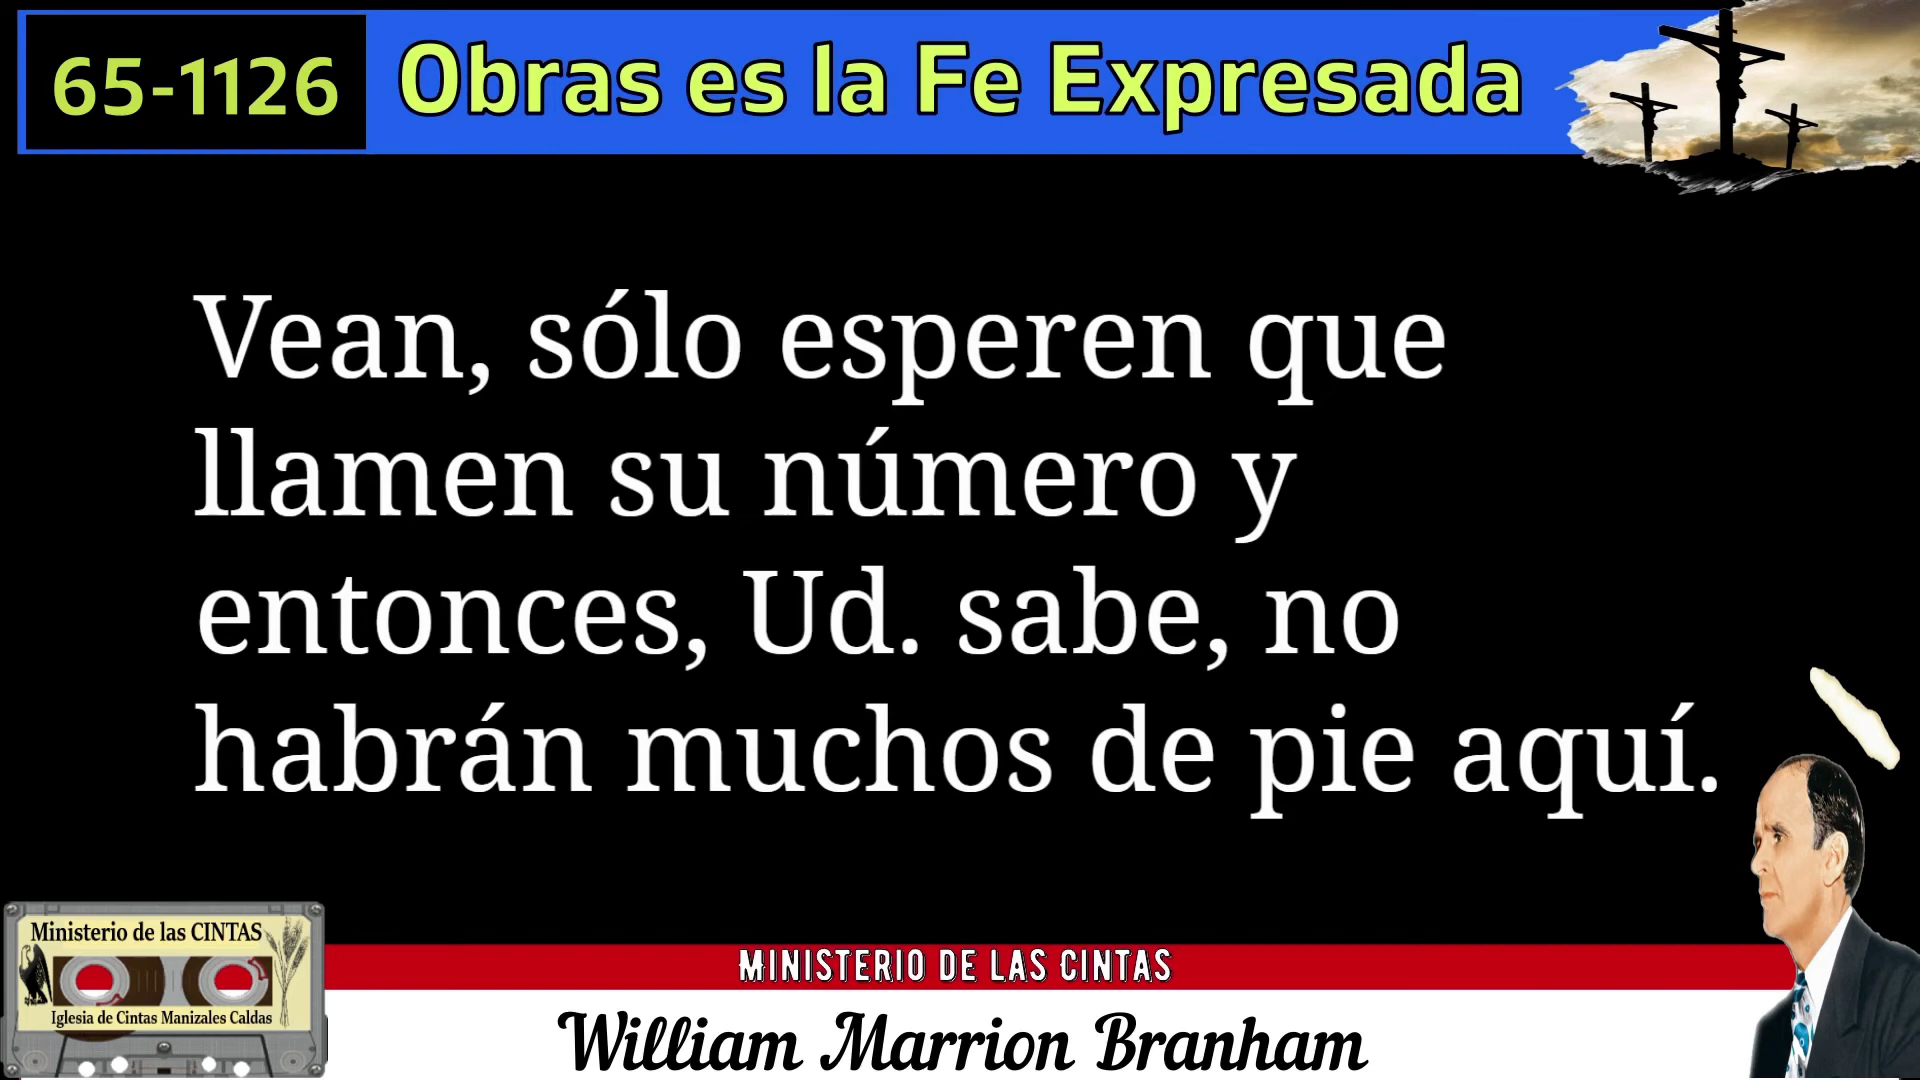 65-1126
Obras es la Fe Expresada
Vean, sólo esperen que
llamen su número y
entonces, Ud. sabe, no
habrán muchos de pie aquí.
Ministerio de las CINTAS
Iglesia de Cintas Manizales Caldas
MINISTERIO DE LAS CINTAS
William Marrion Branham